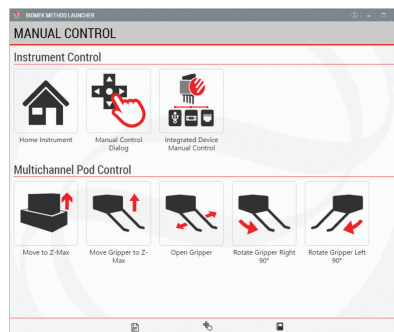 BIOMEK METHOD LAUNCHER
MANUAL CONTROL
Instrument Control
Home Instrument
Manual Control
Dialog
Integrated Device
Manual Control
Multichannel Pod Control
Move to Z-Max
Move Gripper to Z-
Max
Open Gripper
Rotate Gripper Right
90°
Rotate Gripper Left
90°